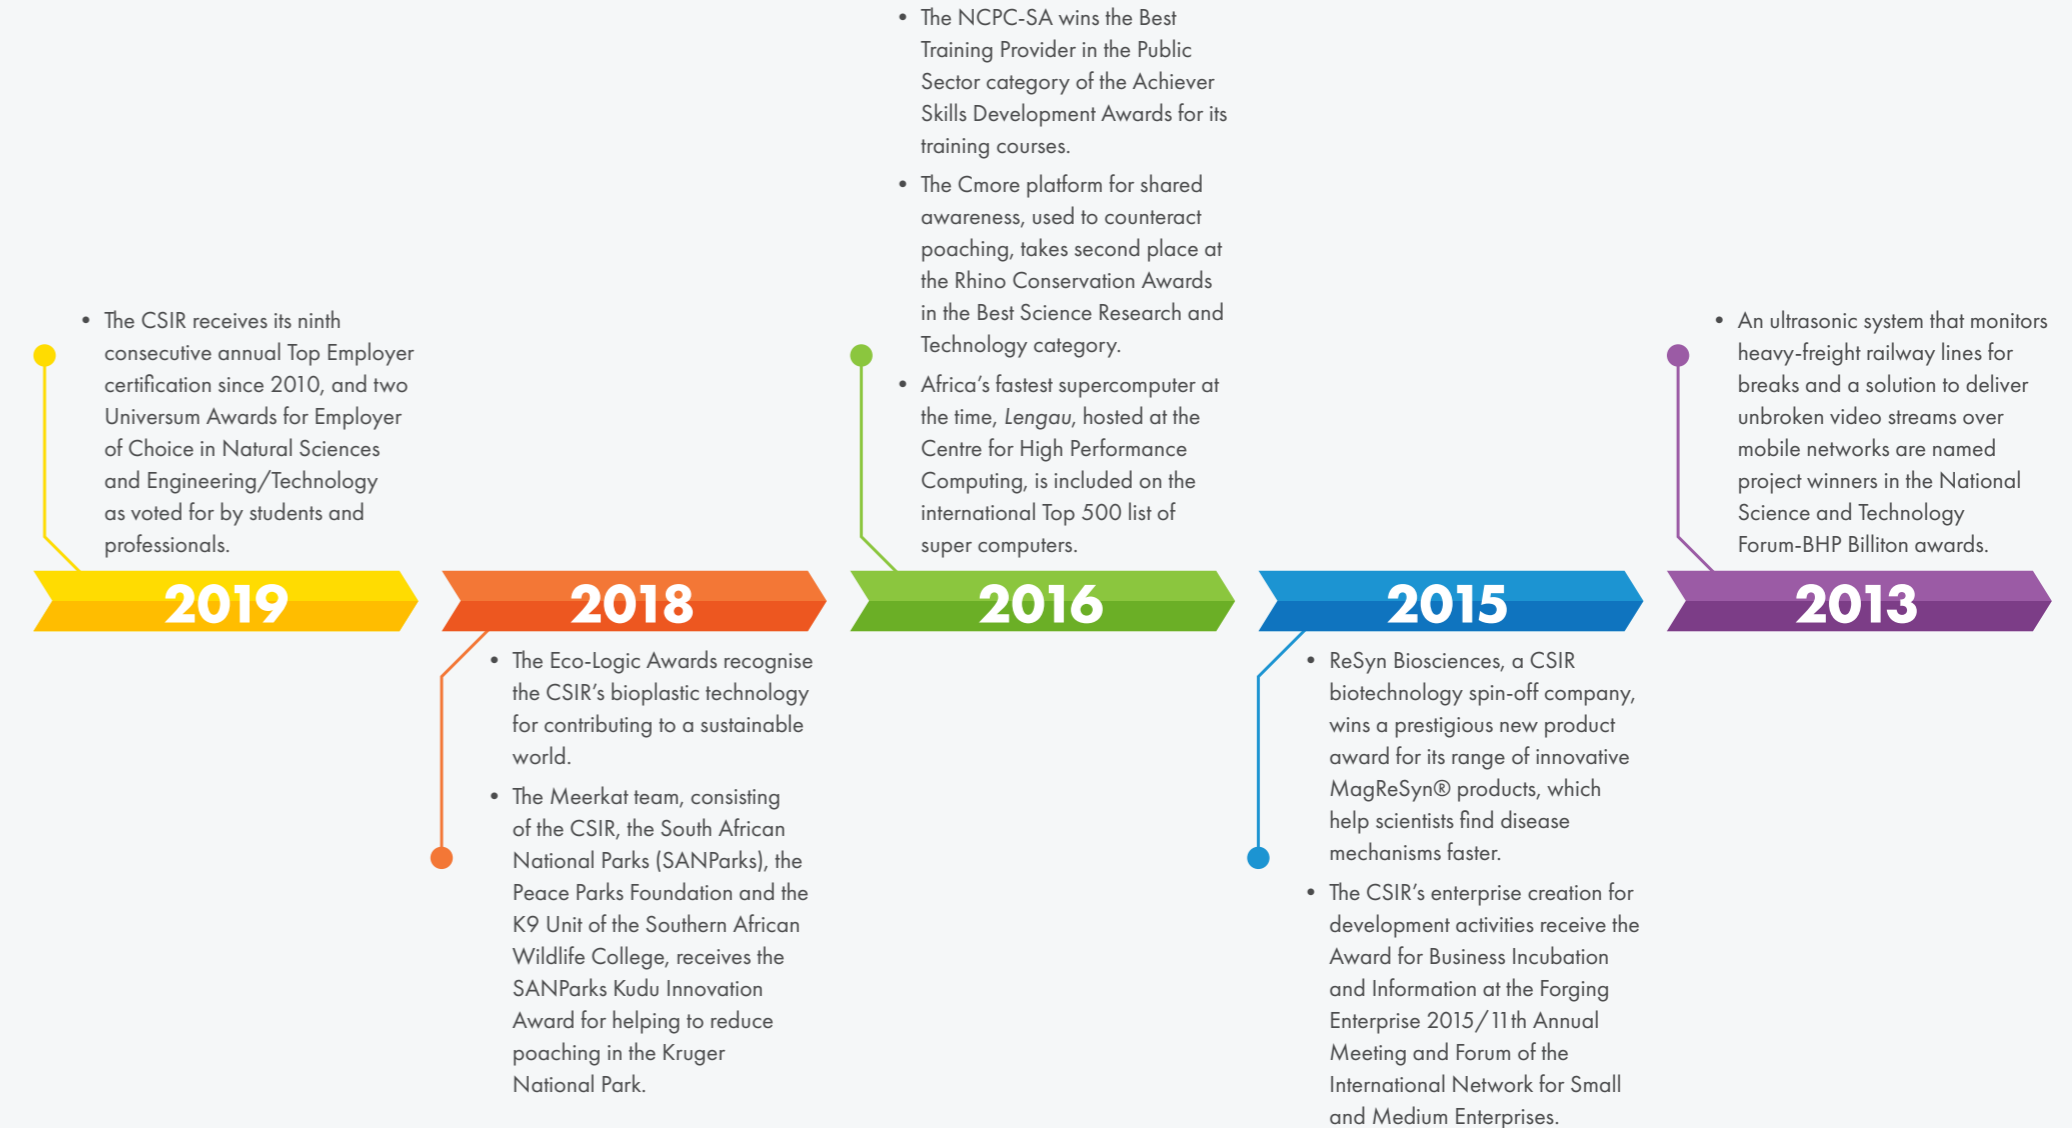 • The CSIR receives its ninth
consecutive annual Top Employer
certification since 2010, and two
Universum Awards for Employer
of Choice in Natural Sciences
and Engineering/Technology
as voted for by students and
professionals.
2019
2018
• The Eco-Logic Awards recognise
the CSIR’s bioplastic technology
for contributing to a sustainable
world.
• The Meerkat team, consisting
of the CSIR, the South African
National Parks (SANParks), the
Peace Parks Foundation and the
K9 Unit of the Southern African
Wildlife College, receives the
SANParks Kudu Innovation
Award for helping to reduce
poaching in the Kruger
National Park.
• The NCPC-SA wins the Best
Training Provider in the Public
Sector category of the Achiever
Skills Development Awards for its
training courses.
• The Cmore platform for shared
awareness, used to counteract
poaching, takes second place at
the Rhino Conservation Awards
in the Best Science Research and
Technology category.
• Africa’s fastest supercomputer at
the time, Lengau, hosted at the
Centre for High Performance
Computing, is included on the
international Top 500 list of
super computers.
2016
2015
• ReSyn Biosciences, a CSIR
biotechnology spin-off company,
wins a prestigious new product
award for its range of innovative
MagReSyn® products, which
help scientists find disease
mechanisms faster.
• The CSIR’s enterprise creation for
development activities receive the
Award for Business Incubation
and Information at the Forging
Enterprise 2015/11th Annual
Meeting and Forum of the
International Network for Small
and Medium Enterprises.
• An ultrasonic system that monitors
heavy-freight railway lines for
breaks and a solution to deliver
unbroken video streams over
mobile networks are named
project winners in the National
Science and Technology
Forum-BHP Billiton awards.
2013